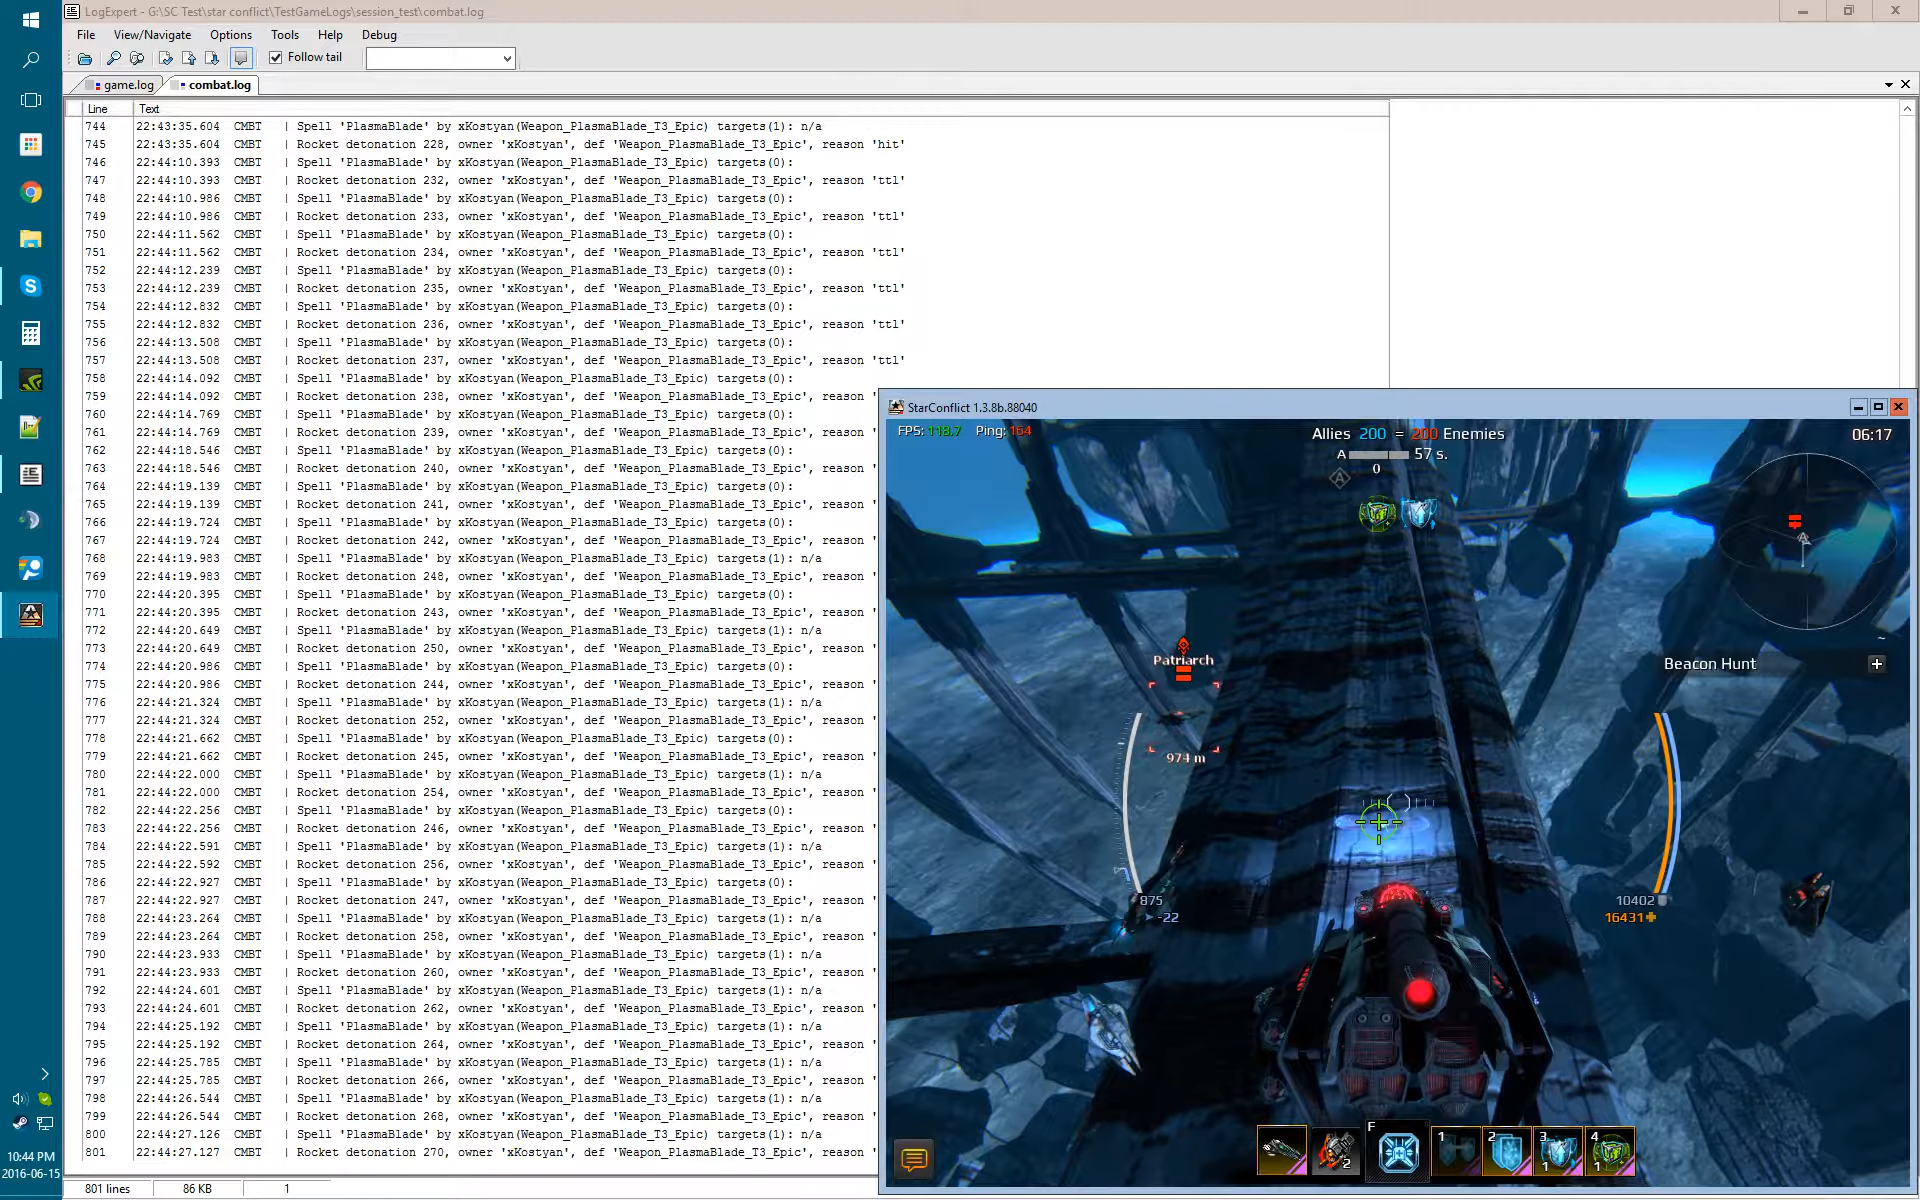 LogExpert - G:\SC Test\star conflict\TestGameLogs\session_test\combat.log
File View/Navigate Options Tools Help Debug
Follow tail
game.log combat.log
Line Text
744 22:43:35.604 CMBT | Spell 'PlasmaBlade' by xKostyan(Weapon_PlasmaBlade_T3_Epic) targets(1): n/a
745 22:43:35.604 CMBT | Rocket detonation 228, owner 'xKostyan', def 'Weapon_PlasmaBlade_T3_Epic', reason 'hit'
746 22:44:10.393 CMBT | Spell 'PlasmaBlade' by xKostyan(Weapon_PlasmaBlade_T3_Epic) targets(0):
747 22:44:10.393 CMBT | Rocket detonation 232, owner 'xKostyan', def 'Weapon_PlasmaBlade_T3_Epic', reason 'ttl'
748 22:44:10.986 CMBT | Spell 'PlasmaBlade' by xKostyan(Weapon_PlasmaBlade_T3_Epic) targets(0):
749 22:44:10.986 CMBT | Rocket detonation 233, owner 'xKostyan', def 'Weapon_PlasmaBlade_T3_Epic', reason 'ttl'
750 22:44:11.562 CMBT | Spell 'PlasmaBlade' by xKostyan(Weapon_PlasmaBlade_T3_Epic) targets(0):
751 22:44:11.562 CMBT | Rocket detonation 234, owner 'xKostyan', def 'Weapon_PlasmaBlade_T3_Epic', reason 'ttl'
752 22:44:12.239 CMBT | Spell 'PlasmaBlade' by xKostyan(Weapon_PlasmaBlade_T3_Epic) targets(0):
753 22:44:12.239 CMBT | Rocket detonation 235, owner 'xKostyan', def 'Weapon_PlasmaBlade_T3_Epic', reason 'ttl'
754 22:44:12.832 CMBT | Spell 'PlasmaBlade' by xKostyan(Weapon_PlasmaBlade_T3_Epic) targets(0):
755 22:44:12.832 CMBT | Rocket detonation 236, owner 'xKostyan', def 'Weapon_PlasmaBlade_T3_Epic', reason 'ttl'
756 22:44:13.508 CMBT | Spell 'PlasmaBlade' by xKostyan(Weapon_PlasmaBlade_T3_Epic) targets(0):
757 22:44:13.508 CMBT | Rocket detonation 237, owner 'xKostyan', def 'Weapon_PlasmaBlade_T3_Epic', reason 'ttl'
758 22:44:14.092 CMBT | Spell 'PlasmaBlade' by xKostyan(Weapon_PlasmaBlade_T3_Epic) targets(0):
759 22:44:14.092 CMBT | Rocket detonation 238, owner 'xKostyan', def 'Weapon_PlasmaBlade_T3_Epic', reason '
760 22:44:14.769 CMBT | Spell 'PlasmaBlade' by xKostyan(Weapon_PlasmaBlade_T3_Epic) targets(0):
761 22:44:14.769 CMBT | Rocket detonation 239, owner 'xKostyan', def 'Weapon_PlasmaBlade_T3_Epic', reason '
762 22:44:18.546 CMBT | Spell 'PlasmaBlade' by xKostyan(Weapon_PlasmaBlade_T3_Epic) targets(0):
763 22:44:18.546 CMBT | Rocket detonation 240, owner 'xKostyan', def 'Weapon_PlasmaBlade_T3_Epic', reason '
764 22:44:19.139 CMBT | Spell 'PlasmaBlade' by xKostyan(Weapon_PlasmaBlade_T3_Epic) targets(0):
765 22:44:19.139 CMBT | Rocket detonation 241, owner 'xKostyan', def 'Weapon_PlasmaBlade_T3_Epic', reason '
766 22:44:19.724 CMBT | Spell 'PlasmaBlade' by xKostyan(Weapon_PlasmaBlade_T3_Epic) targets(0):
767 22:44:19.724 CMBT | Rocket detonation 242, owner 'xKostyan', def 'Weapon_PlasmaBlade_T3_Epic', reason '
768 22:44:19.983 CMBT | Spell 'PlasmaBlade' by xKostyan(Weapon_PlasmaBlade_T3_Epic) targets(1): n/a
769 22:44:19.983 CMBT | Rocket detonation 248, owner 'xKostyan', def 'Weapon_PlasmaBlade_T3_Epic', reason '
770 22:44:20.395 CMBT | Spell 'PlasmaBlade' by xKostyan(Weapon_PlasmaBlade_T3_Epic) targets(0):
771 22:44:20.395 CMBT | Rocket detonation 243, owner 'xKostyan', def 'Weapon_PlasmaBlade_T3_Epic', reason '
772 22:44:20.649 CMBT | Spell 'PlasmaBlade' by xKostyan(Weapon_PlasmaBlade_T3_Epic) targets(1): n/a
773 22:44:20.649 CMBT | Rocket detonation 250, owner 'xKostyan', def 'Weapon_PlasmaBlade_T3_Epic', reason '
774 22:44:20.986 CMBT | Spell 'PlasmaBlade' by xKostyan(Weapon_PlasmaBlade_T3_Epic) targets(0):
775 22:44:20.986 CMBT | Rocket detonation 244, owner 'xKostyan', def 'Weapon_PlasmaBlade_T3_Epic', reason '
776 22:44:21.324 CMBT | Spell 'PlasmaBlade' by xKostyan(Weapon_PlasmaBlade_T3_Epic) targets(1): n/a
777 22:44:21.324 CMBT | Rocket detonation 252, owner 'xKostyan', def 'Weapon_PlasmaBlade_T3_Epic', reason '
778 22:44:21.662 CMBT | Spell 'PlasmaBlade' by xKostyan(Weapon_PlasmaBlade_T3_Epic) targets(0):
779 22:44:21.662 CMBT | Rocket detonation 245, owner 'xKostyan', def 'Weapon_PlasmaBlade_T3_Epic', reason '
780 22:44:22.000 CMBT | Spell 'PlasmaBlade' by xKostyan(Weapon_PlasmaBlade_T3_Epic) targets(1): n/a
781 22:44:22.000 CMBT | Rocket detonation 254, owner 'xKostyan', def 'Weapon_PlasmaBlade_T3_Epic', reason '
782 22:44:22.256 CMBT | Spell 'PlasmaBlade' by xKostyan(Weapon_PlasmaBlade_T3_Epic) targets(0):
783 22:44:22.256 CMBT | Rocket detonation 246, owner 'xKostyan', def 'Weapon_PlasmaBlade_T3_Epic', reason '
784 22:44:22.591 CMBT | Spell 'PlasmaBlade' by xKostyan(Weapon_PlasmaBlade_T3_Epic) targets(1): n/a
785 22:44:22.592 CMBT | Rocket detonation 256, owner 'xKostyan', def 'Weapon_PlasmaBlade_T3_Epic', reason '
786 22:44:22.927 CMBT | Spell 'PlasmaBlade' by xKostyan(Weapon_PlasmaBlade_T3_Epic) targets(0):
787 22:44:22.927 CMBT | Rocket detonation 247, owner 'xKostyan', def 'Weapon_PlasmaBlade_T3_Epic', reason '
788 22:44:23.264 CMBT | Spell 'PlasmaBlade' by xKostyan(Weapon_PlasmaBlade_T3_Epic) targets(1): n/a
789 22:44:23.264 CMBT | Rocket detonation 258, owner 'xKostyan', def 'Weapon_PlasmaBlade_T3_Epic', reason '
790 22:44:23.933 CMBT | Spell 'PlasmaBlade' by xKostyan(Weapon_PlasmaBlade_T3_Epic) targets(1): n/a
791 22:44:23.933 CMBT | Rocket detonation 260, owner 'xKostyan', def 'Weapon_PlasmaBlade_T3_Epic', reason '
792 22:44:24.601 CMBT | Spell 'PlasmaBlade' by xKostyan(Weapon_PlasmaBlade_T3_Epic) targets(1): n/a
793 22:44:24.601 CMBT | Rocket detonation 262, owner 'xKostyan', def 'Weapon_PlasmaBlade_T3_Epic', reason '
794 22:44:25.192 CMBT | Spell 'PlasmaBlade' by xKostyan(Weapon_PlasmaBlade_T3_Epic) targets(1): n/a
795 22:44:25.192 CMBT | Rocket detonation 264, owner 'xKostyan', def 'Weapon_PlasmaBlade_T3_Epic', reason '
796 22:44:25.785 CMBT | Spell 'PlasmaBlade' by xKostyan(Weapon_PlasmaBlade_T3_Epic) targets(1): n/a
797 22:44:25.785 CMBT | Rocket detonation 266, owner 'xKostyan', def 'Weapon_PlasmaBlade_T3_Epic', reason '
798 22:44:26.544 CMBT | Spell 'PlasmaBlade' by xKostyan(Weapon_PlasmaBlade_T3_Epic) targets(1): n/a
799 22:44:26.544 CMBT | Rocket detonation 268, owner 'xKostyan', def 'Weapon_PlasmaBlade_T3_Epic', reason '
800 22:44:27.126 CMBT | Spell 'PlasmaBlade' by xKostyan(Weapon_PlasmaBlade_T3_Epic) targets(1): n/a
801 22:44:27.127 CMBT | Rocket detonation 270, owner 'xKostyan', def 'Weapon_PlasmaBlade_T3_Epic', reason '
801 lines 86 KB 1
StarConflict 1.3.8b.88040
FPS: 118.7 Ping: 164
Allies 200 = 200 Enemies
06:17
A 57 s.
0
A
Patriarch
974 m
Beacon Hunt
875
-22
10402
16431
2
F
1
2
3
1
4
1
10:44 PM
2016-06-15